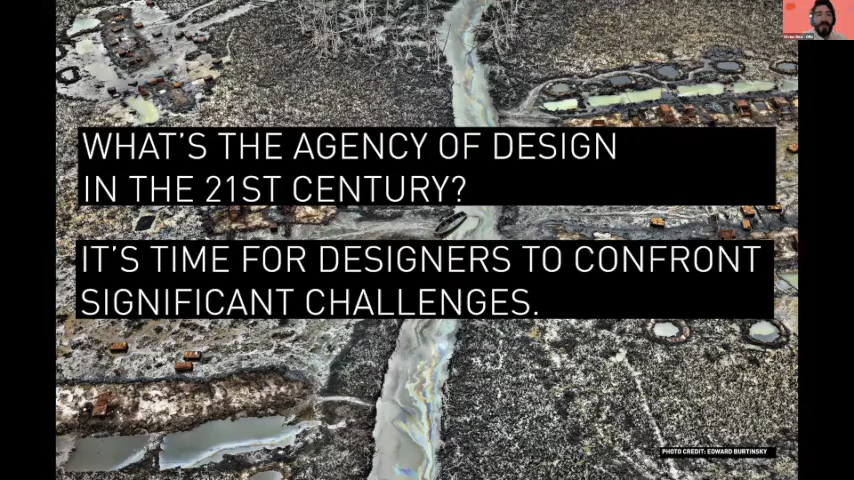 WHAT'S THE AGENCY OF DESIGN
IN THE 21ST CENTURY?
IT'S TIME FOR DESIGNERS TO CONFRONT
SIGNIFICANT CHALLENGES.
PHOTO CREDIT: EDWARD BURTINSKY